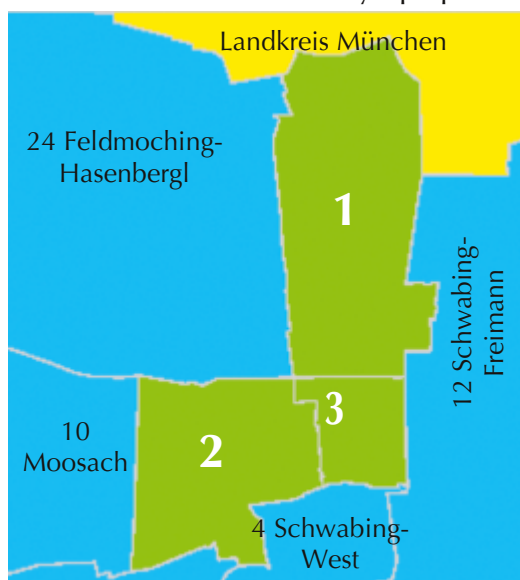 Landkreis München
24 Feldmoching-
Hasenbergl
1
12 Schwabing-
Freimann
3
10
Moosach
2
4 Schwabing-
West